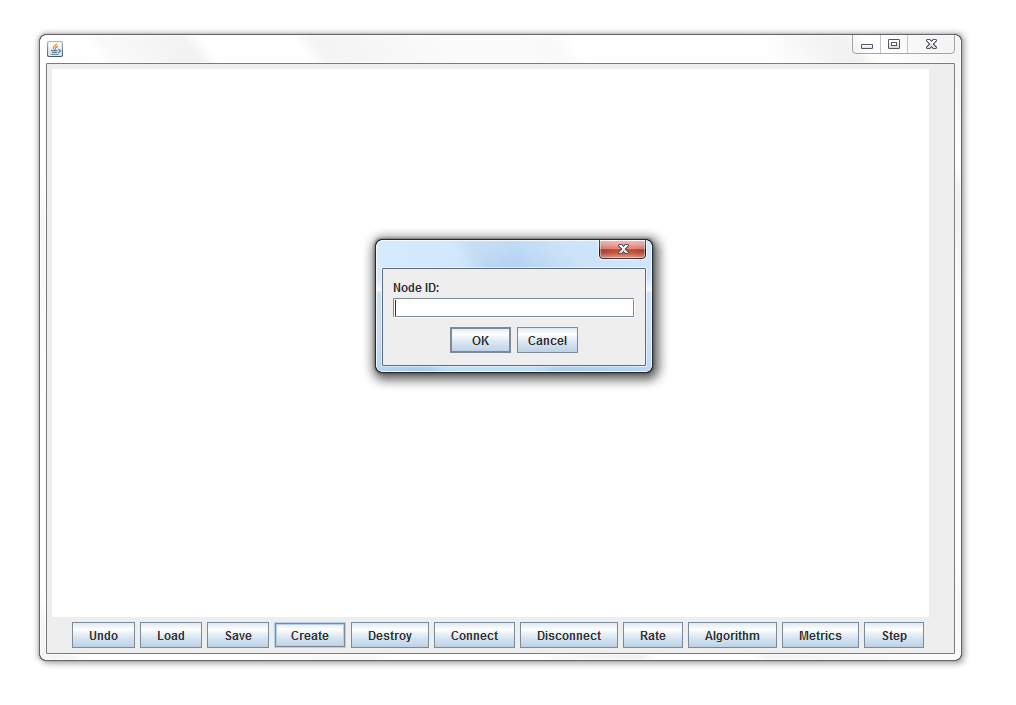 Node ID:
OK Cancel
Undo Load Save Create Destroy Connect Disconnect Rate Algorithm Metrics Step